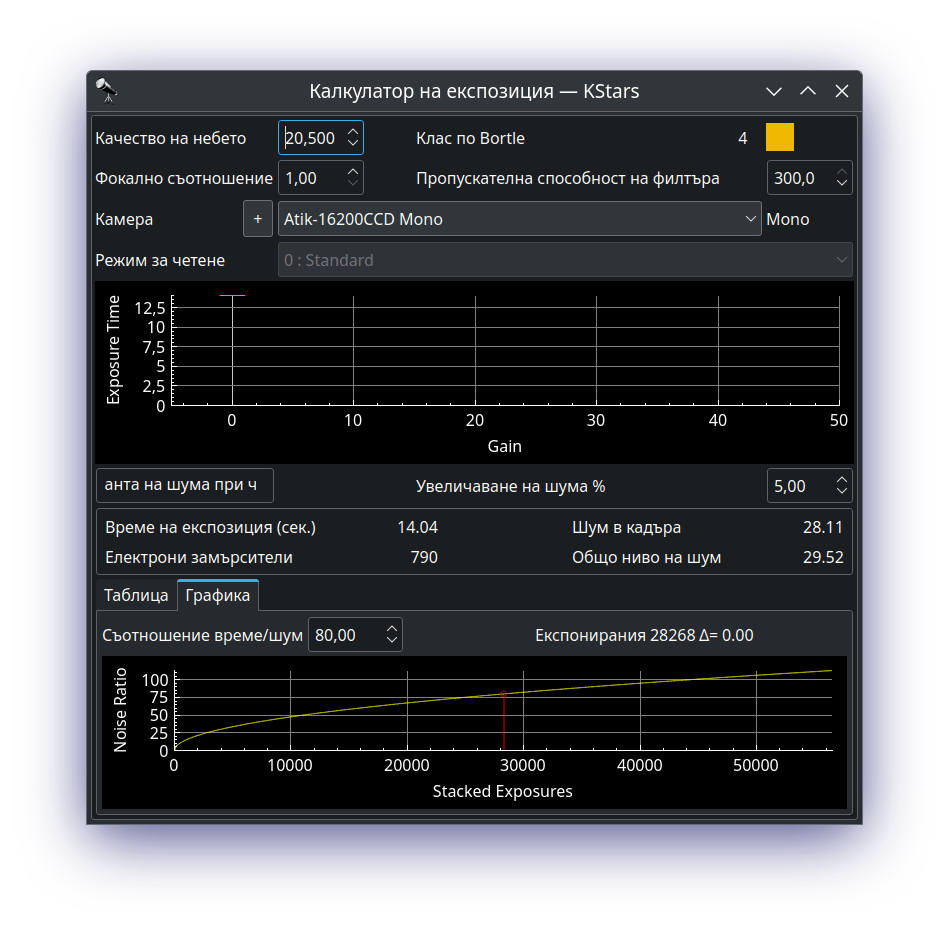 Калкулатор на експозиция — KStars
Качество на небето 20,500 Клас по Bortle 4
Фокално съотношение 1,00 Пропускателна способност на филтъра 300,0
Камера + Atik-16200CCD Mono Mono
Режим за четене 0 : Standard
Exposure Time
12,5
10
7,5
5
2,5
0
0 10 20 30 40 50
Gain
анта на шума при ч Увеличаване на шума % 5,00
Време на експозиция (сек.) 14.04 Шум в кадъра 28.11
Електрони замърсители 790 Общо ниво на шум 29.52
Таблица Графика
Съотношение време/шум 80,00 Експонирания 28268 Δ= 0.00
Noise Ratio
100
75
50
25
0
0 10000 20000 30000 40000 50000
Stacked Exposures